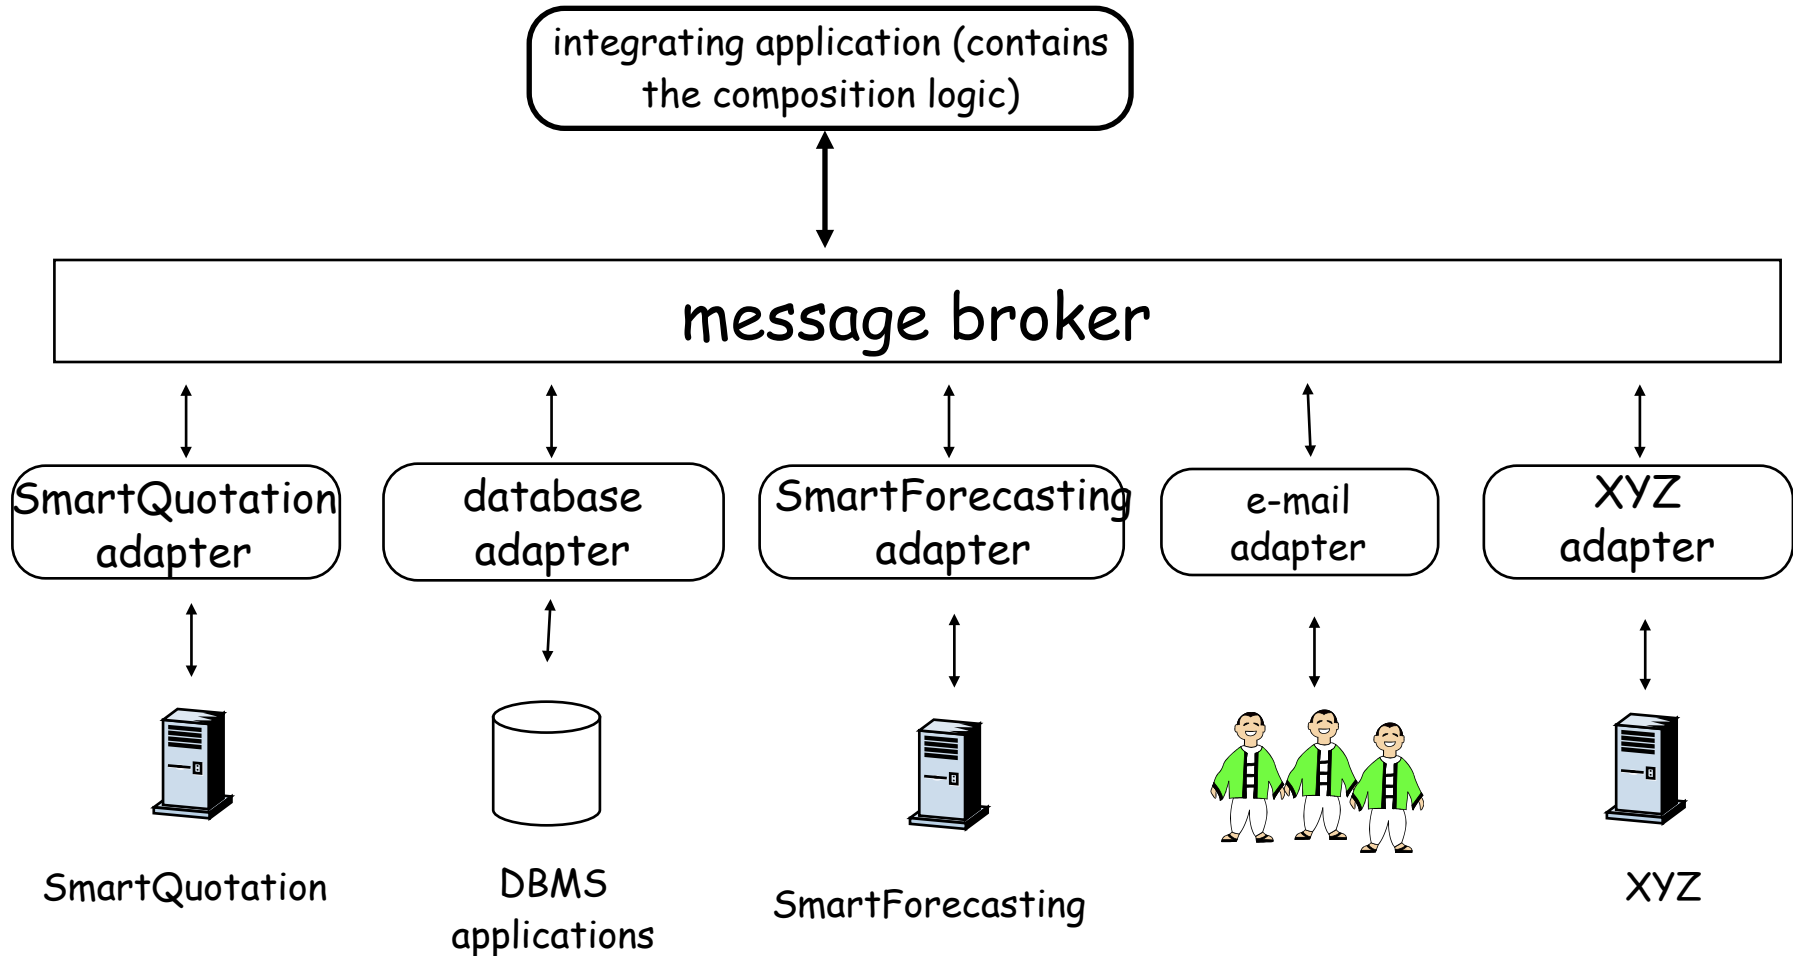 integrating application (contains
the composition logic)
message broker
SmartQuotation
adapter
database
adapter
SmartForecasting
adapter
e-mail
adapter
XYZ
adapter
SmartQuotation
DBMS
applications
SmartForecasting
XYZ